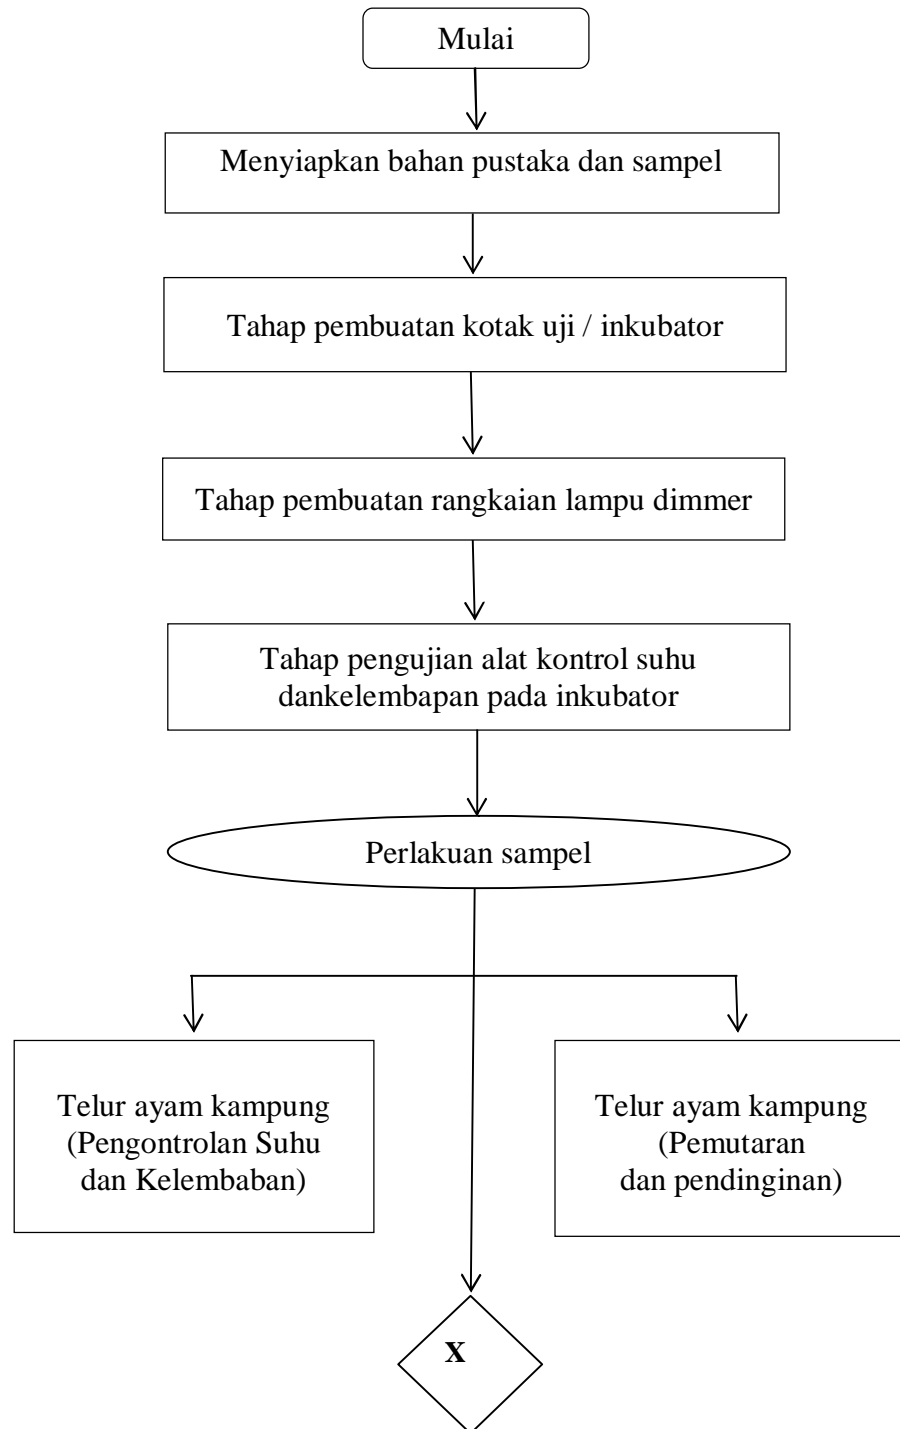 Mulai
Menyiapkan bahan pustaka dan sampel
Tahap pembuatan kotak uji / inkubator
Tahap pembuatan rangkaian lampu dimmer
Tahap pengujian alat kontrol suhu
dankelembapan pada inkubator
Perlakuan sampel
Telur ayam kampung
(Pengontrolan Suhu
dan Kelembaban)
Telur ayam kampung
(Pemutaran
dan pendinginan)
X